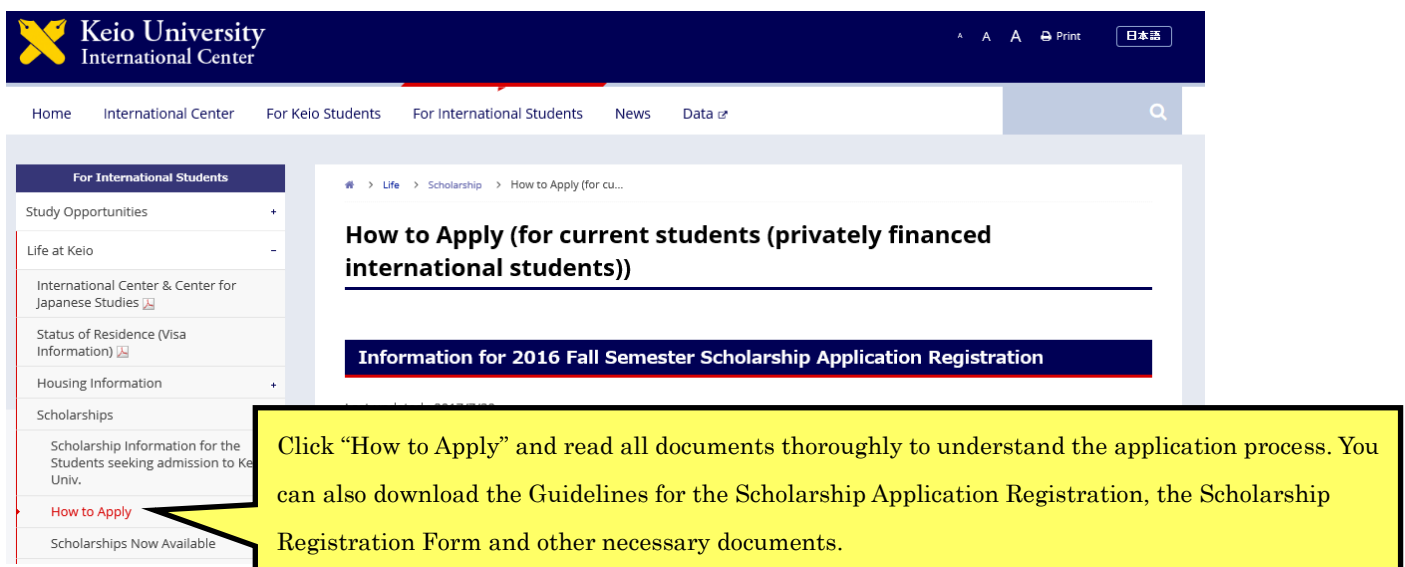 Keio University
International Center
A A A Print 日本語
Home International Center For Keio Students For International Students News Data
For International Students
Study Opportunities +
Life at Keio -
International Center & Center for
Japanese Studies
Status of Residence (Visa
Information)
Housing Information +
Scholarships
Scholarship Information for the
Students seeking admission to Ke
Univ.
How to Apply
Scholarships Now Available
> Life > Scholarship > How to Apply (for cu...
How to Apply (for current students (privately financed
international students))
Information for 2016 Fall Semester Scholarship Application Registration
Click “How to Apply” and read all documents thoroughly to understand the application process. You
can also download the Guidelines for the Scholarship Application Registration, the Scholarship
Registration Form and other necessary documents.